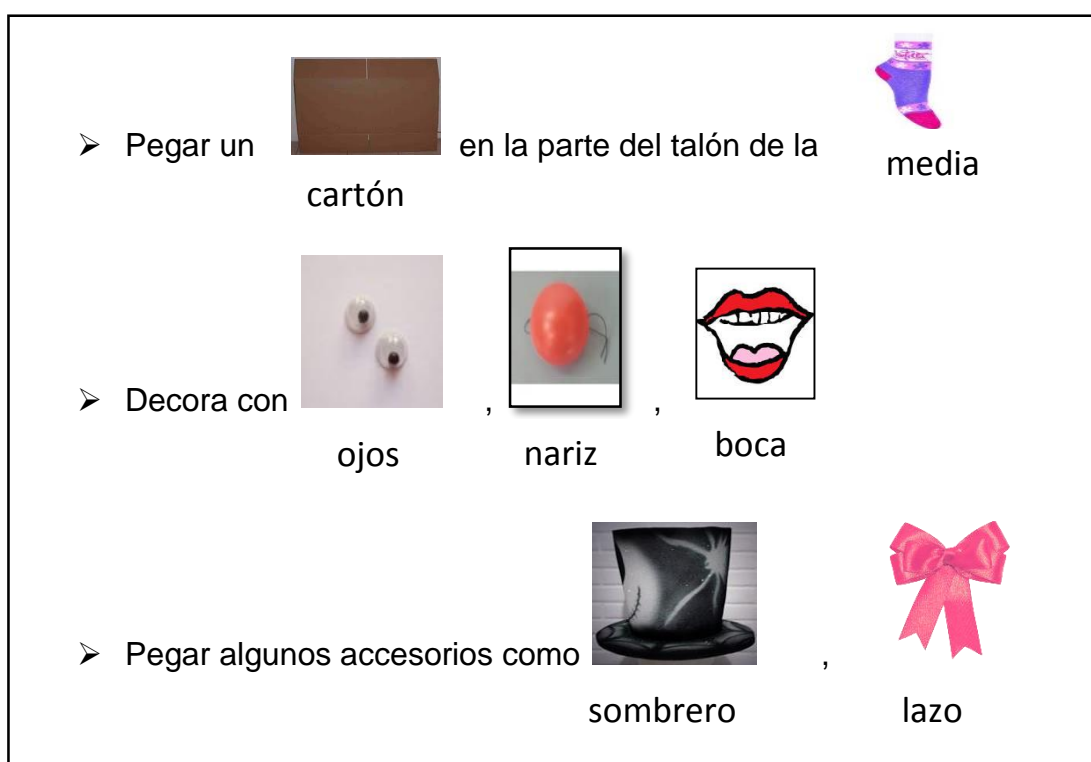 ➢ Pegar un en la parte del talón de la
media
cartón
➢ Decora con , ,
ojos nariz boca
➢ Pegar algunos accesorios como ,
sombrero lazo